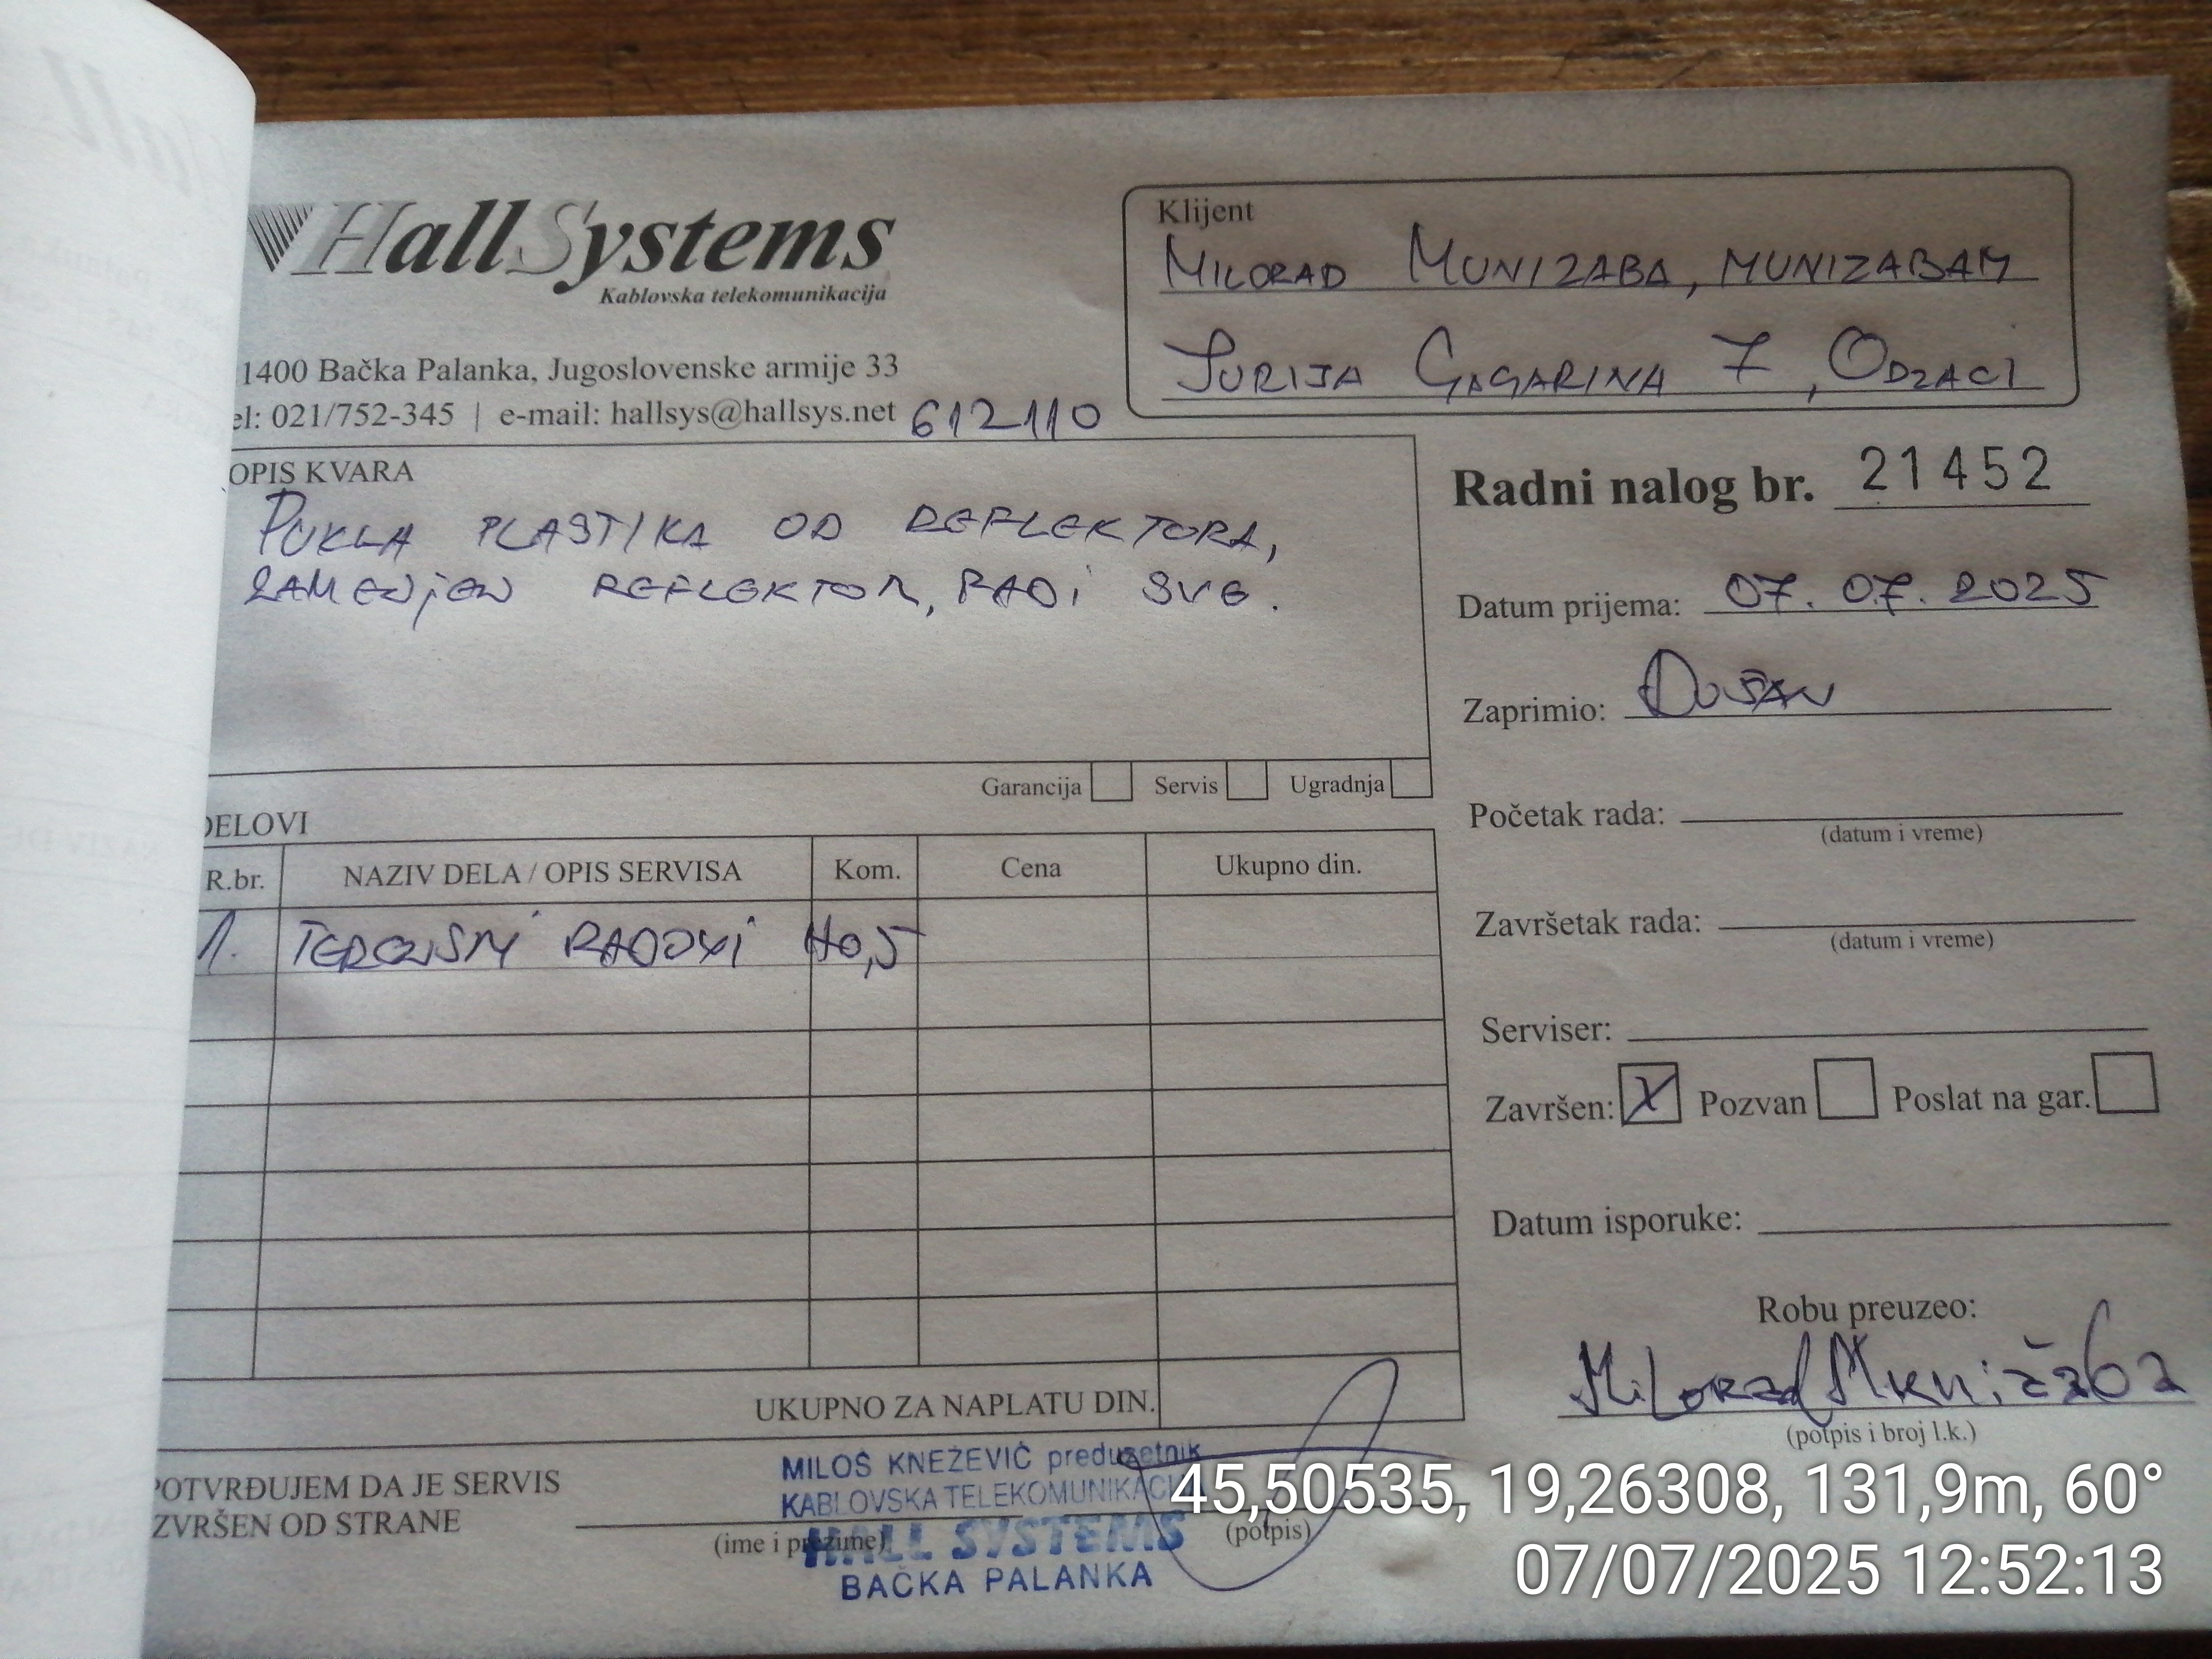 HallSystems
Kablovska telekomunikacija
1400 Bačka Palanka, Jugoslovenske armije 33
el: 021/752-345 | e-mail: hallsys@hallsys.net 612110
Klijent
MILORAD MUNIZABA, MUNIZABAM
JURIJA GAGARINA 7, ODZACI
OPIS KVARA
PUKLA PLASTIKA OD REFLEKTORA,
ZAMENJEN REFLEKTOR, RADI SVE.
Garancija Servis Ugradnja
Radni nalog br. 21452
Datum prijema: 07. 07. 2025
Zaprimio: DUSAN
Početak rada:
(datum i vreme)
Završetak rada:
(datum i vreme)
Serviser:
Završen: X Pozvan Poslat na gar.
Datum isporuke:
Robu preuzeo:
Milorad Munižaba
(potpis i broj l.k.)
DELOVI
R.br. NAZIV DELA / OPIS SERVISA Kom. Cena Ukupno din.
1. TERENSKI RADOVI H0,5
UKUPNO ZA NAPLATU DIN.
POTVRĐUJEM DA JE SERVIS
IZVRŠEN OD STRANE
(ime i prezime)
(potpis)
MILOŠ KNEŽEVIĆ preduzetnik
KABLOVSKA TELEKOMUNIKACIJA
HALL SYSTEMS
BAČKA PALANKA
45,50535, 19,26308, 131,9m, 60°
07/07/2025 12:52:13